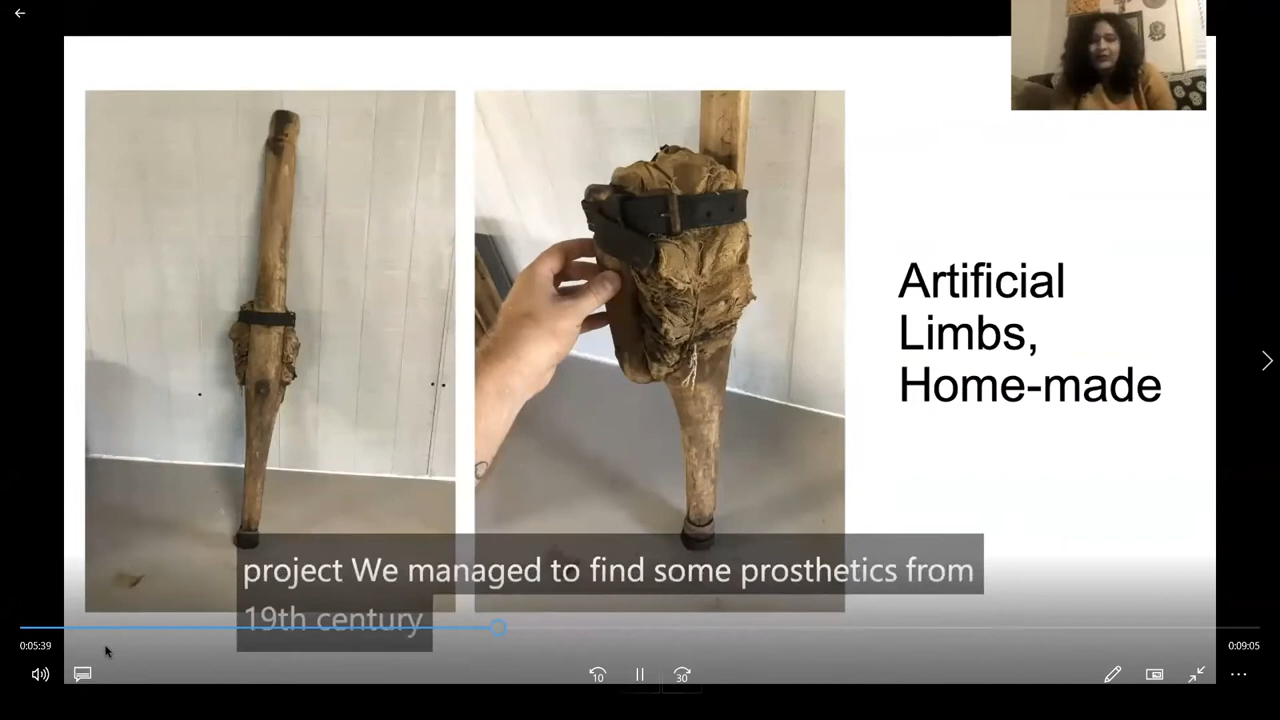 Artificial
Limbs,
Home-made
project We managed to find some prosthetics from
19th century
0:05:39
0:09:05
10
30